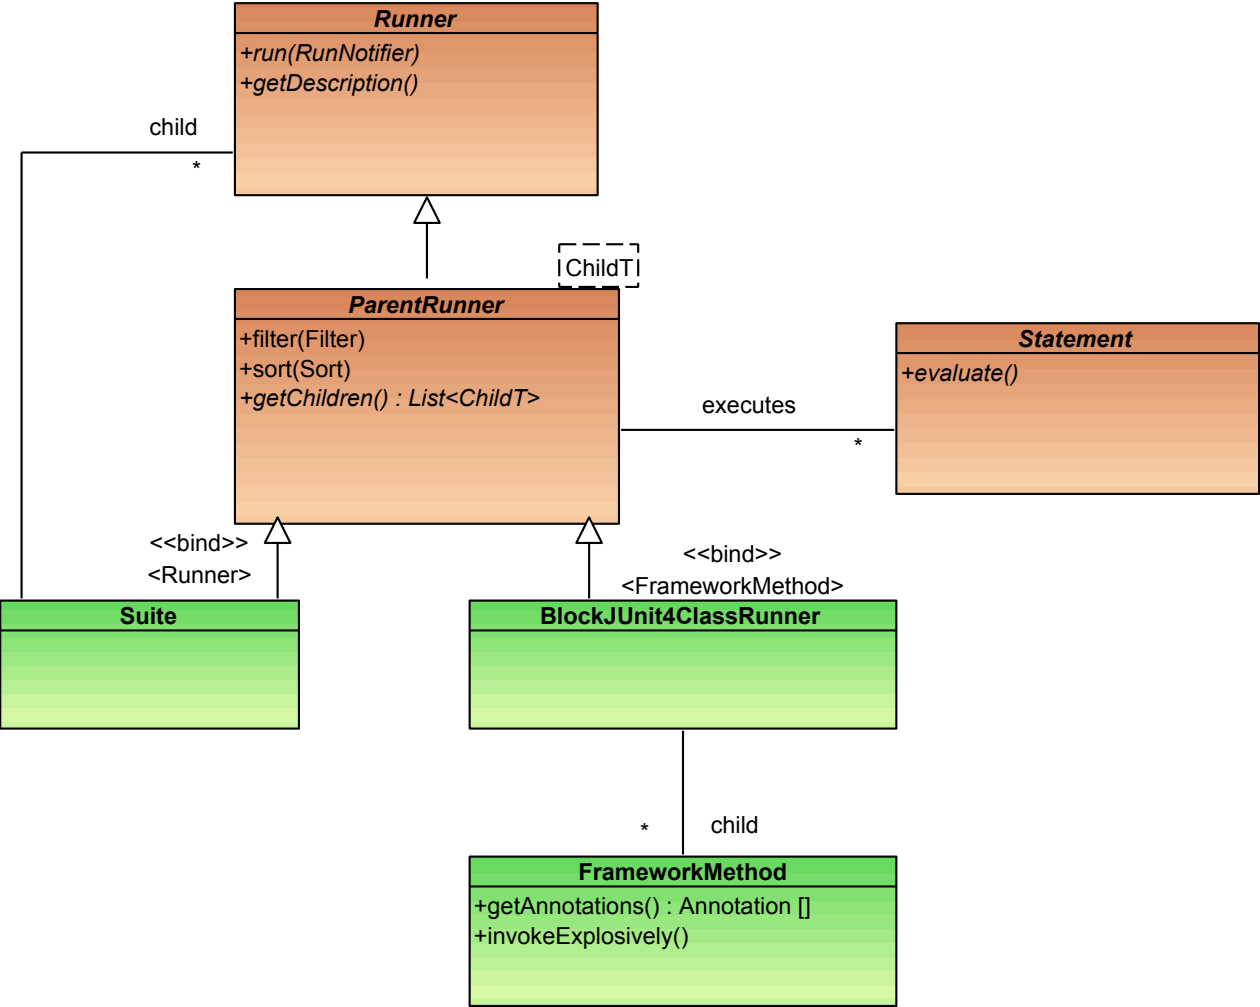 Runner
+run(RunNotifier)
+getDescription()
child
*
ChildT
ParentRunner
+filter(Filter)
+sort(Sort)
+getChildren() : List<ChildT>
Statement
+evaluate()
executes
*
<<bind>>
<Runner>
<<bind>>
<FrameworkMethod>
Suite
BlockJUnit4ClassRunner
* child
FrameworkMethod
+getAnnotations() : Annotation []
+invokeExplosively()